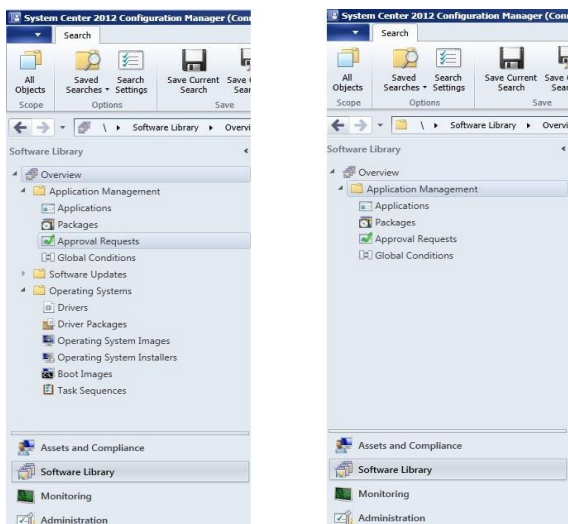 System Center 2012 Configuration Manager (Con
Search
All Objects
Saved Searches
Search Settings
Save Current Search
Save
Sear
Scope
Options
Save
\ Software Library Overvi
Software Library
Overview
Application Management
Applications
Packages
Approval Requests
Global Conditions
Software Updates
Operating Systems
Drivers
Driver Packages
Operating System Images
Operating System Installers
Boot Images
Task Sequences
Assets and Compliance
Software Library
Monitoring
Administration
System Center 2012 Configuration Manager (Con
Search
All Objects
Saved Searches
Search Settings
Save Current Search
Save
Sear
Scope
Options
Save
\ Software Library Overvi
Software Library
Overview
Application Management
Applications
Packages
Approval Requests
Global Conditions
Assets and Compliance
Software Library
Monitoring
Administration